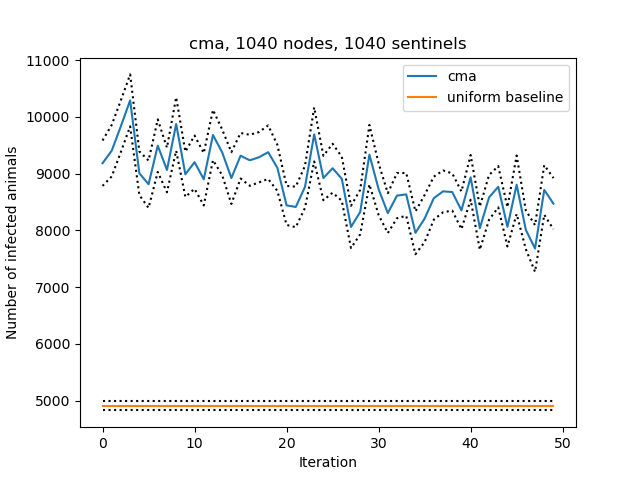 cma, 1040 nodes, 1040 sentinels
11000
10000
9000
8000
7000
6000
5000
Number of infected animals
cma
uniform baseline
0 10 20 30 40 50
Iteration